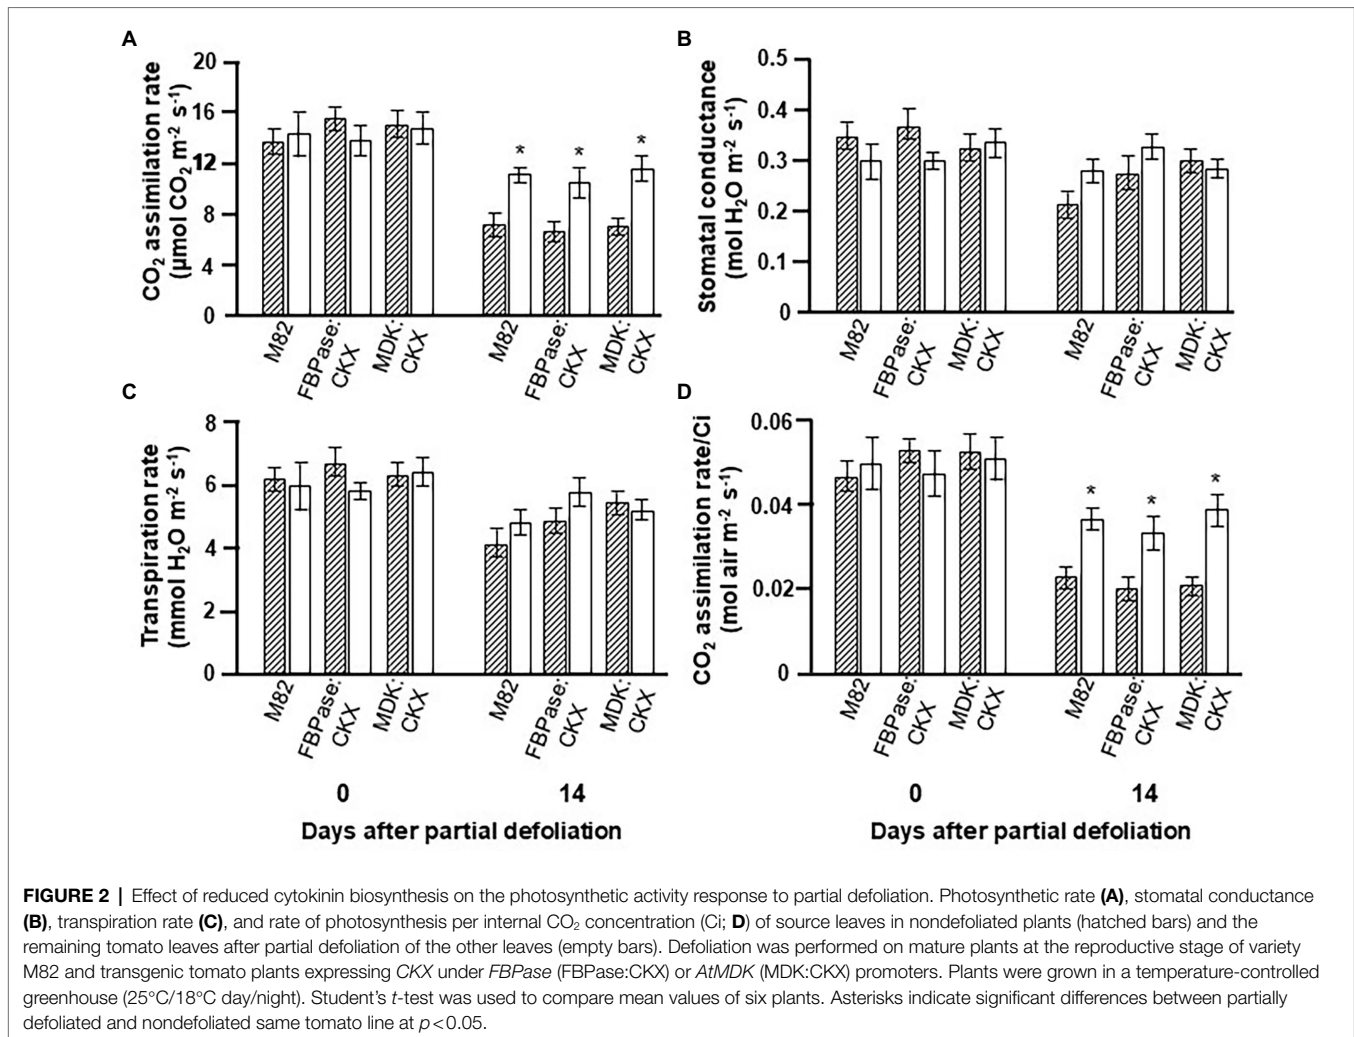 A
CO₂ assimilation rate
(μmol CO₂ m⁻² s⁻¹)
20
16
12
8
4
0
* * *
M82
FBPase:
CKX
MDK:
CKX
M82
FBPase:
CKX
MDK:
CKX
B
Stomatal conductance
(mol H₂O m⁻² s⁻¹)
0.5
0.4
0.3
0.2
0.1
0
M82
FBPase:
CKX
MDK:
CKX
M82
FBPase:
CKX
MDK:
CKX
C
Transpiration rate
(mmol H₂O m⁻² s⁻¹)
8
6
4
2
0
M82
FBPase:
CKX
MDK:
CKX
M82
FBPase:
CKX
MDK:
CKX
0 14
Days after partial defoliation
D
CO₂ assimilation rate/Ci
(mol air m⁻² s⁻¹)
0.06
0.04
0.02
0
* * *
M82
FBPase:
CKX
MDK:
CKX
M82
FBPase:
CKX
MDK:
CKX
0 14
Days after partial defoliation
FIGURE 2 | Effect of reduced cytokinin biosynthesis on the photosynthetic activity response to partial defoliation. Photosynthetic rate (A), stomatal conductance
(B), transpiration rate (C), and rate of photosynthesis per internal CO₂ concentration (Ci; D) of source leaves in nondefoliated plants (hatched bars) and the
remaining tomato leaves after partial defoliation of the other leaves (empty bars). Defoliation was performed on mature plants at the reproductive stage of variety
M82 and transgenic tomato plants expressing CKX under FBPase (FBPase:CKX) or AtMDK (MDK:CKX) promoters. Plants were grown in a temperature-controlled
greenhouse (25°C/18°C day/night). Student's t-test was used to compare mean values of six plants. Asterisks indicate significant differences between partially
defoliated and nondefoliated same tomato line at p<0.05.